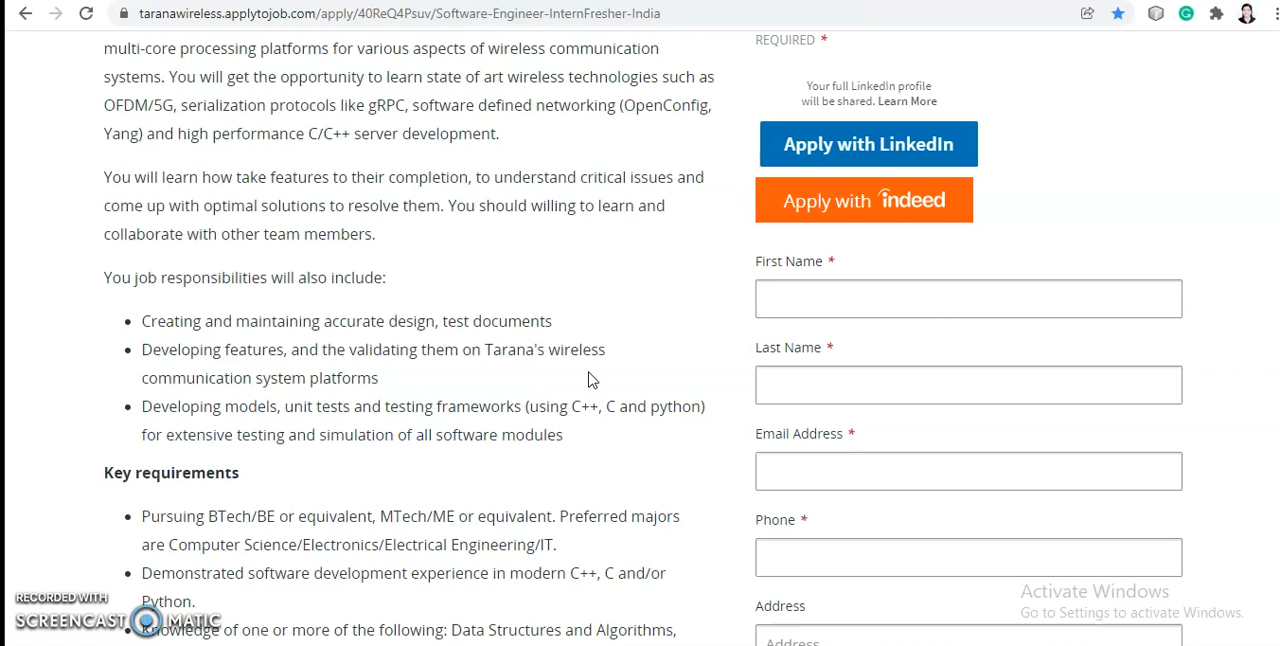 taranawireless.applytojob.com/apply/40ReQ4Psuv/Software-Engineer-InternFresher-India
multi-core processing platforms for various aspects of wireless communication
systems. You will get the opportunity to learn state of art wireless technologies such as
OFDM/5G, serialization protocols like gRPC, software defined networking (OpenConfig,
Yang) and high performance C/C++ server development.
You will learn how take features to their completion, to understand critical issues and
come up with optimal solutions to resolve them. You should willing to learn and
collaborate with other team members.
You job responsibilities will also include:
• Creating and maintaining accurate design, test documents
• Developing features, and the validating them on Tarana's wireless
communication system platforms
• Developing models, unit tests and testing frameworks (using C++, C and python)
for extensive testing and simulation of all software modules
Key requirements
• Pursuing BTech/BE or equivalent, MTech/ME or equivalent. Preferred majors
are Computer Science/Electronics/Electrical Engineering/IT.
• Demonstrated software development experience in modern C++, C and/or
Python.
• Knowledge of one or more of the following: Data Structures and Algorithms,
REQUIRED *
Your full LinkedIn profile
will be shared. Learn More
Apply with LinkedIn
Apply with indeed
First Name *
Last Name *
Email Address *
Phone *
Address
Address
Activate Windows
Go to Settings to activate Windows.
RECORDED WITH
SCREENCAST MATIC